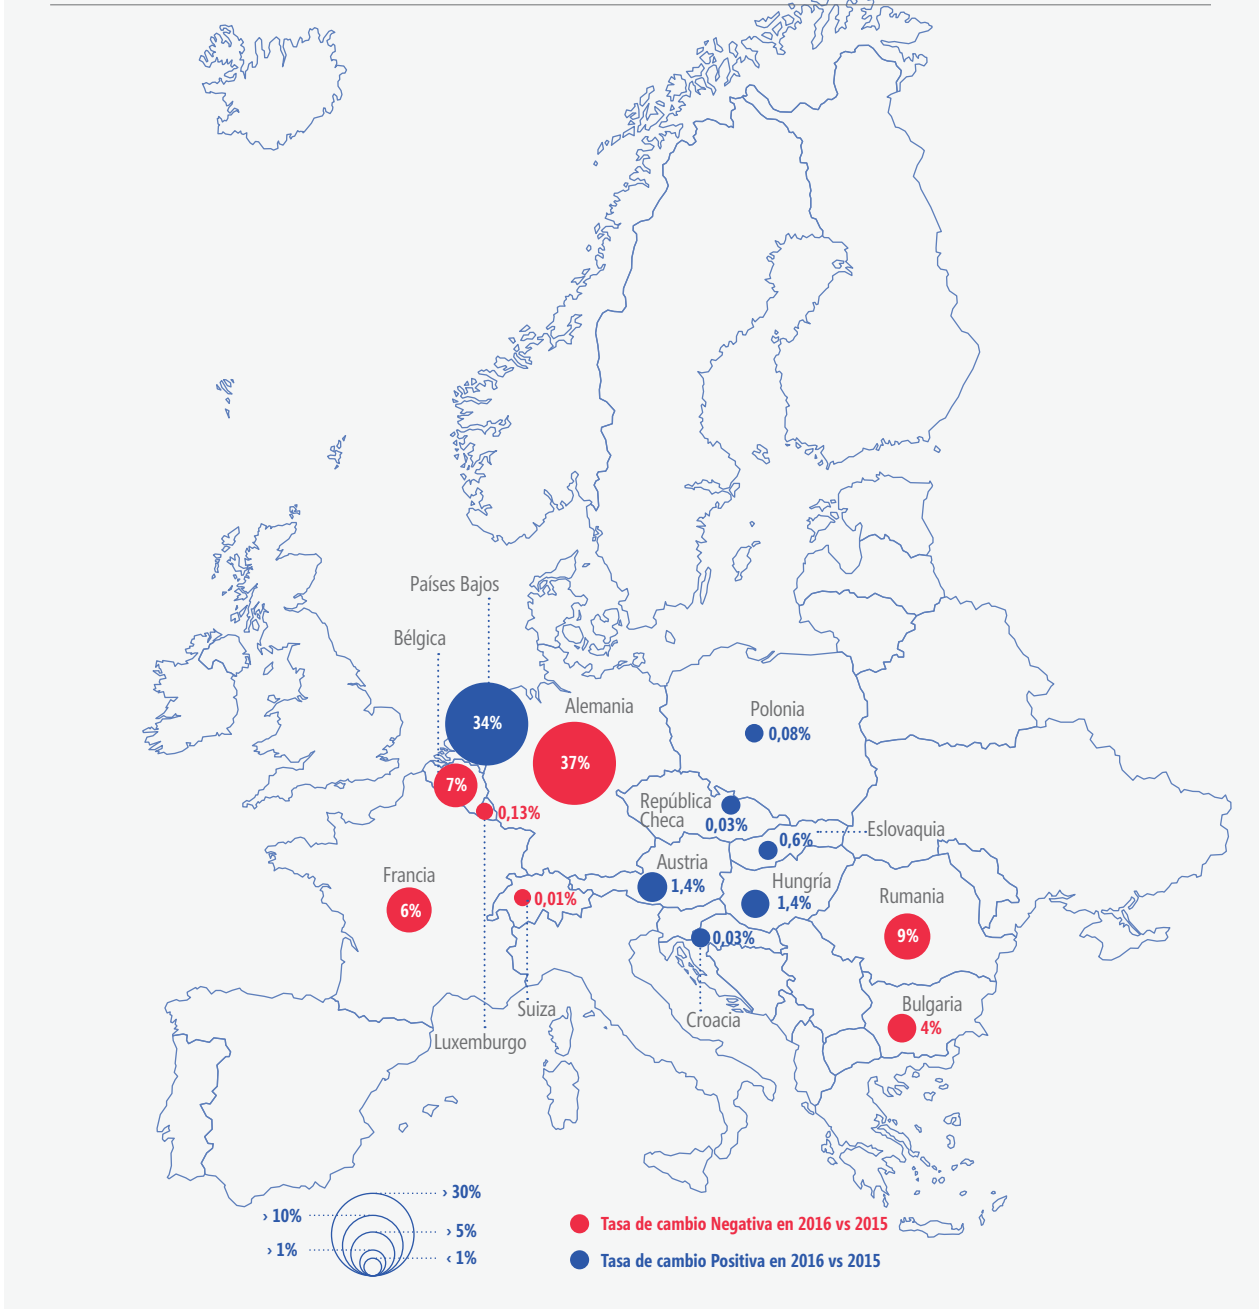 Países Bajos
Bélgica
34%
Alemania
37%
7%
0,13%
Polonia
0,08%
República
Checa
0,03%
0,6%
Eslovaquia
Austria
1,4%
Hungría
1,4%
Francia
6%
0,01%
Rumania
9%
0,03%
Suiza
Croacia
Bulgaria
4%
Luxemburgo
› 30%
› 10%
› 5%
› 1%
‹ 1%
Tasa de cambio Negativa en 2016 vs 2015
Tasa de cambio Positiva en 2016 vs 2015